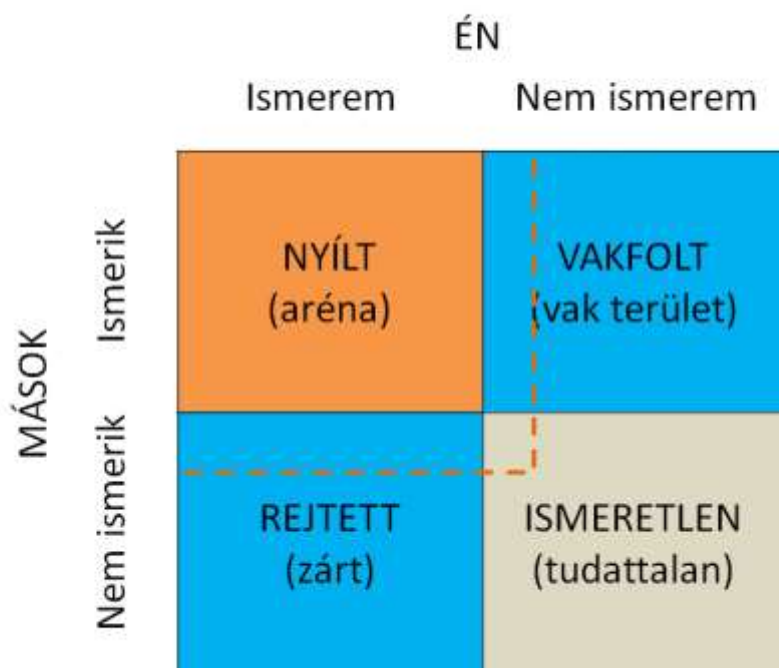 ÉN
Ismerem
Nem ismerem
MÁSOK
Ismerik
NYÍLT
(aréna)
VAKFOLT
(vak terület)
Nem ismerik
REJTETT
(zárt)
ISMERETLEN
(tudattalan)